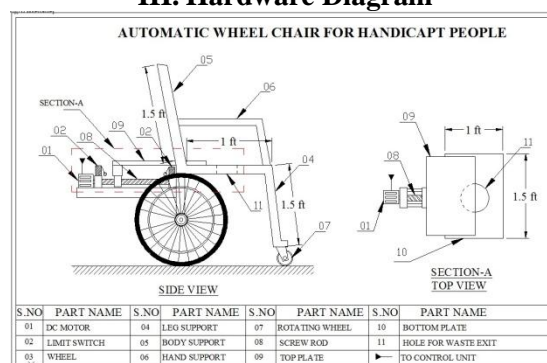 III. Hardware Diagram
AUTOMATIC WHEEL CHAIR FOR HANDICAPT PEOPLE
05
06
SECTION-A
09
02
08
02
01
1.5 ft
1 ft
04
1.5 ft
11
07
SIDE VIEW
09
1 ft
11
08
1.5 ft
01
10
SECTION-A
TOP VIEW
S.NO PART NAME S.NO PART NAME S.NO PART NAME S.NO PART NAME
01 DC MOTOR 04 LEG SUPPORT 07 ROTATING WHEEL 10 BOTTOM PLATE
02 LIMIT SWITCH 05 BODY SUPPORT 08 SCREW ROD 11 HOLE FOR WASTE EXIT
03 WHEEL 06 HAND SUPPORT 09 TOP PLATE TO CONTROL UNIT